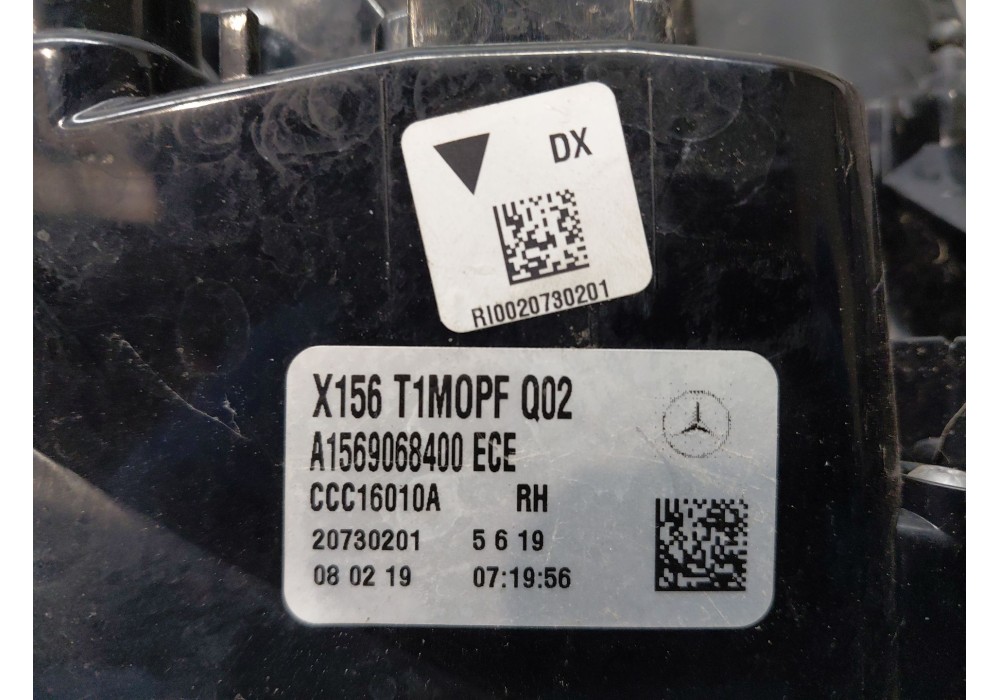 DX
RI0020730201
X156 T1MOPF Q02
A1569068400 ECE
CCC16010A RH
20730201 5 6 19
08 02 19 07:19:56